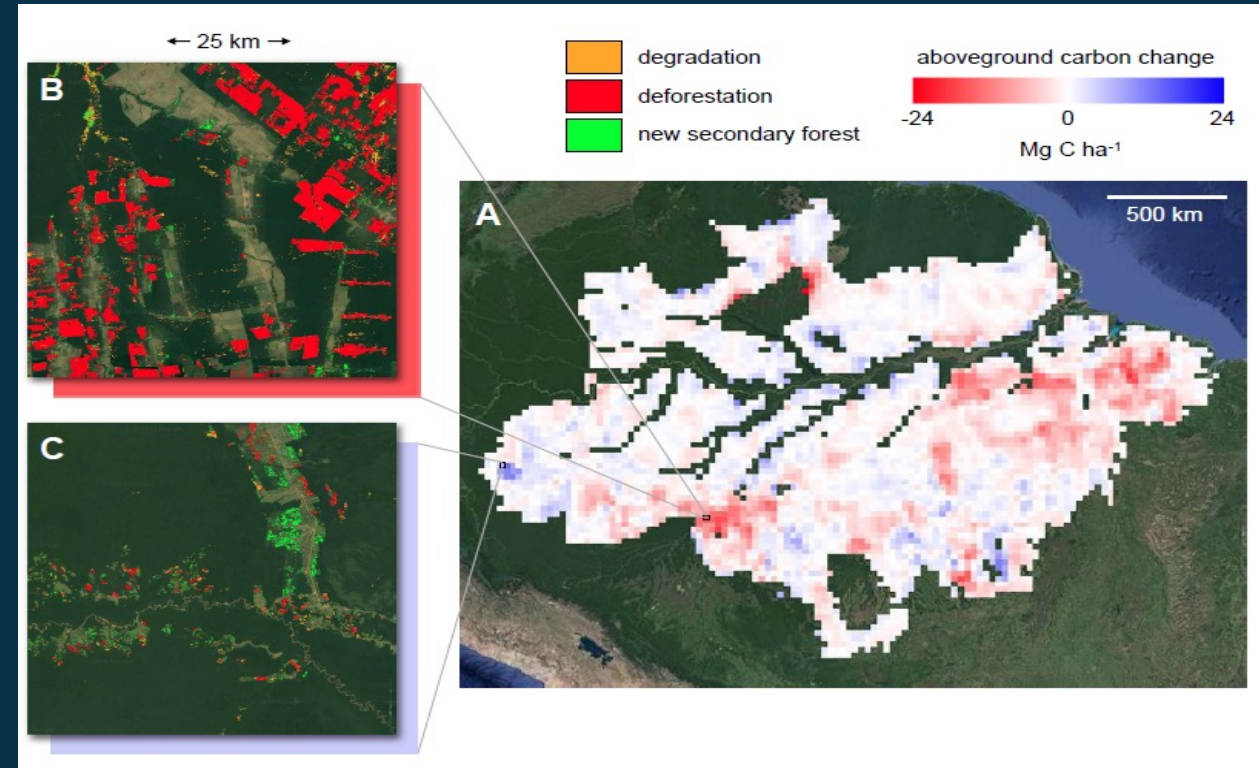 ← 25 km →
degradation
deforestation
new secondary forest
aboveground carbon change
-24 0 24
Mg C ha⁻¹
B
A
500 km
C